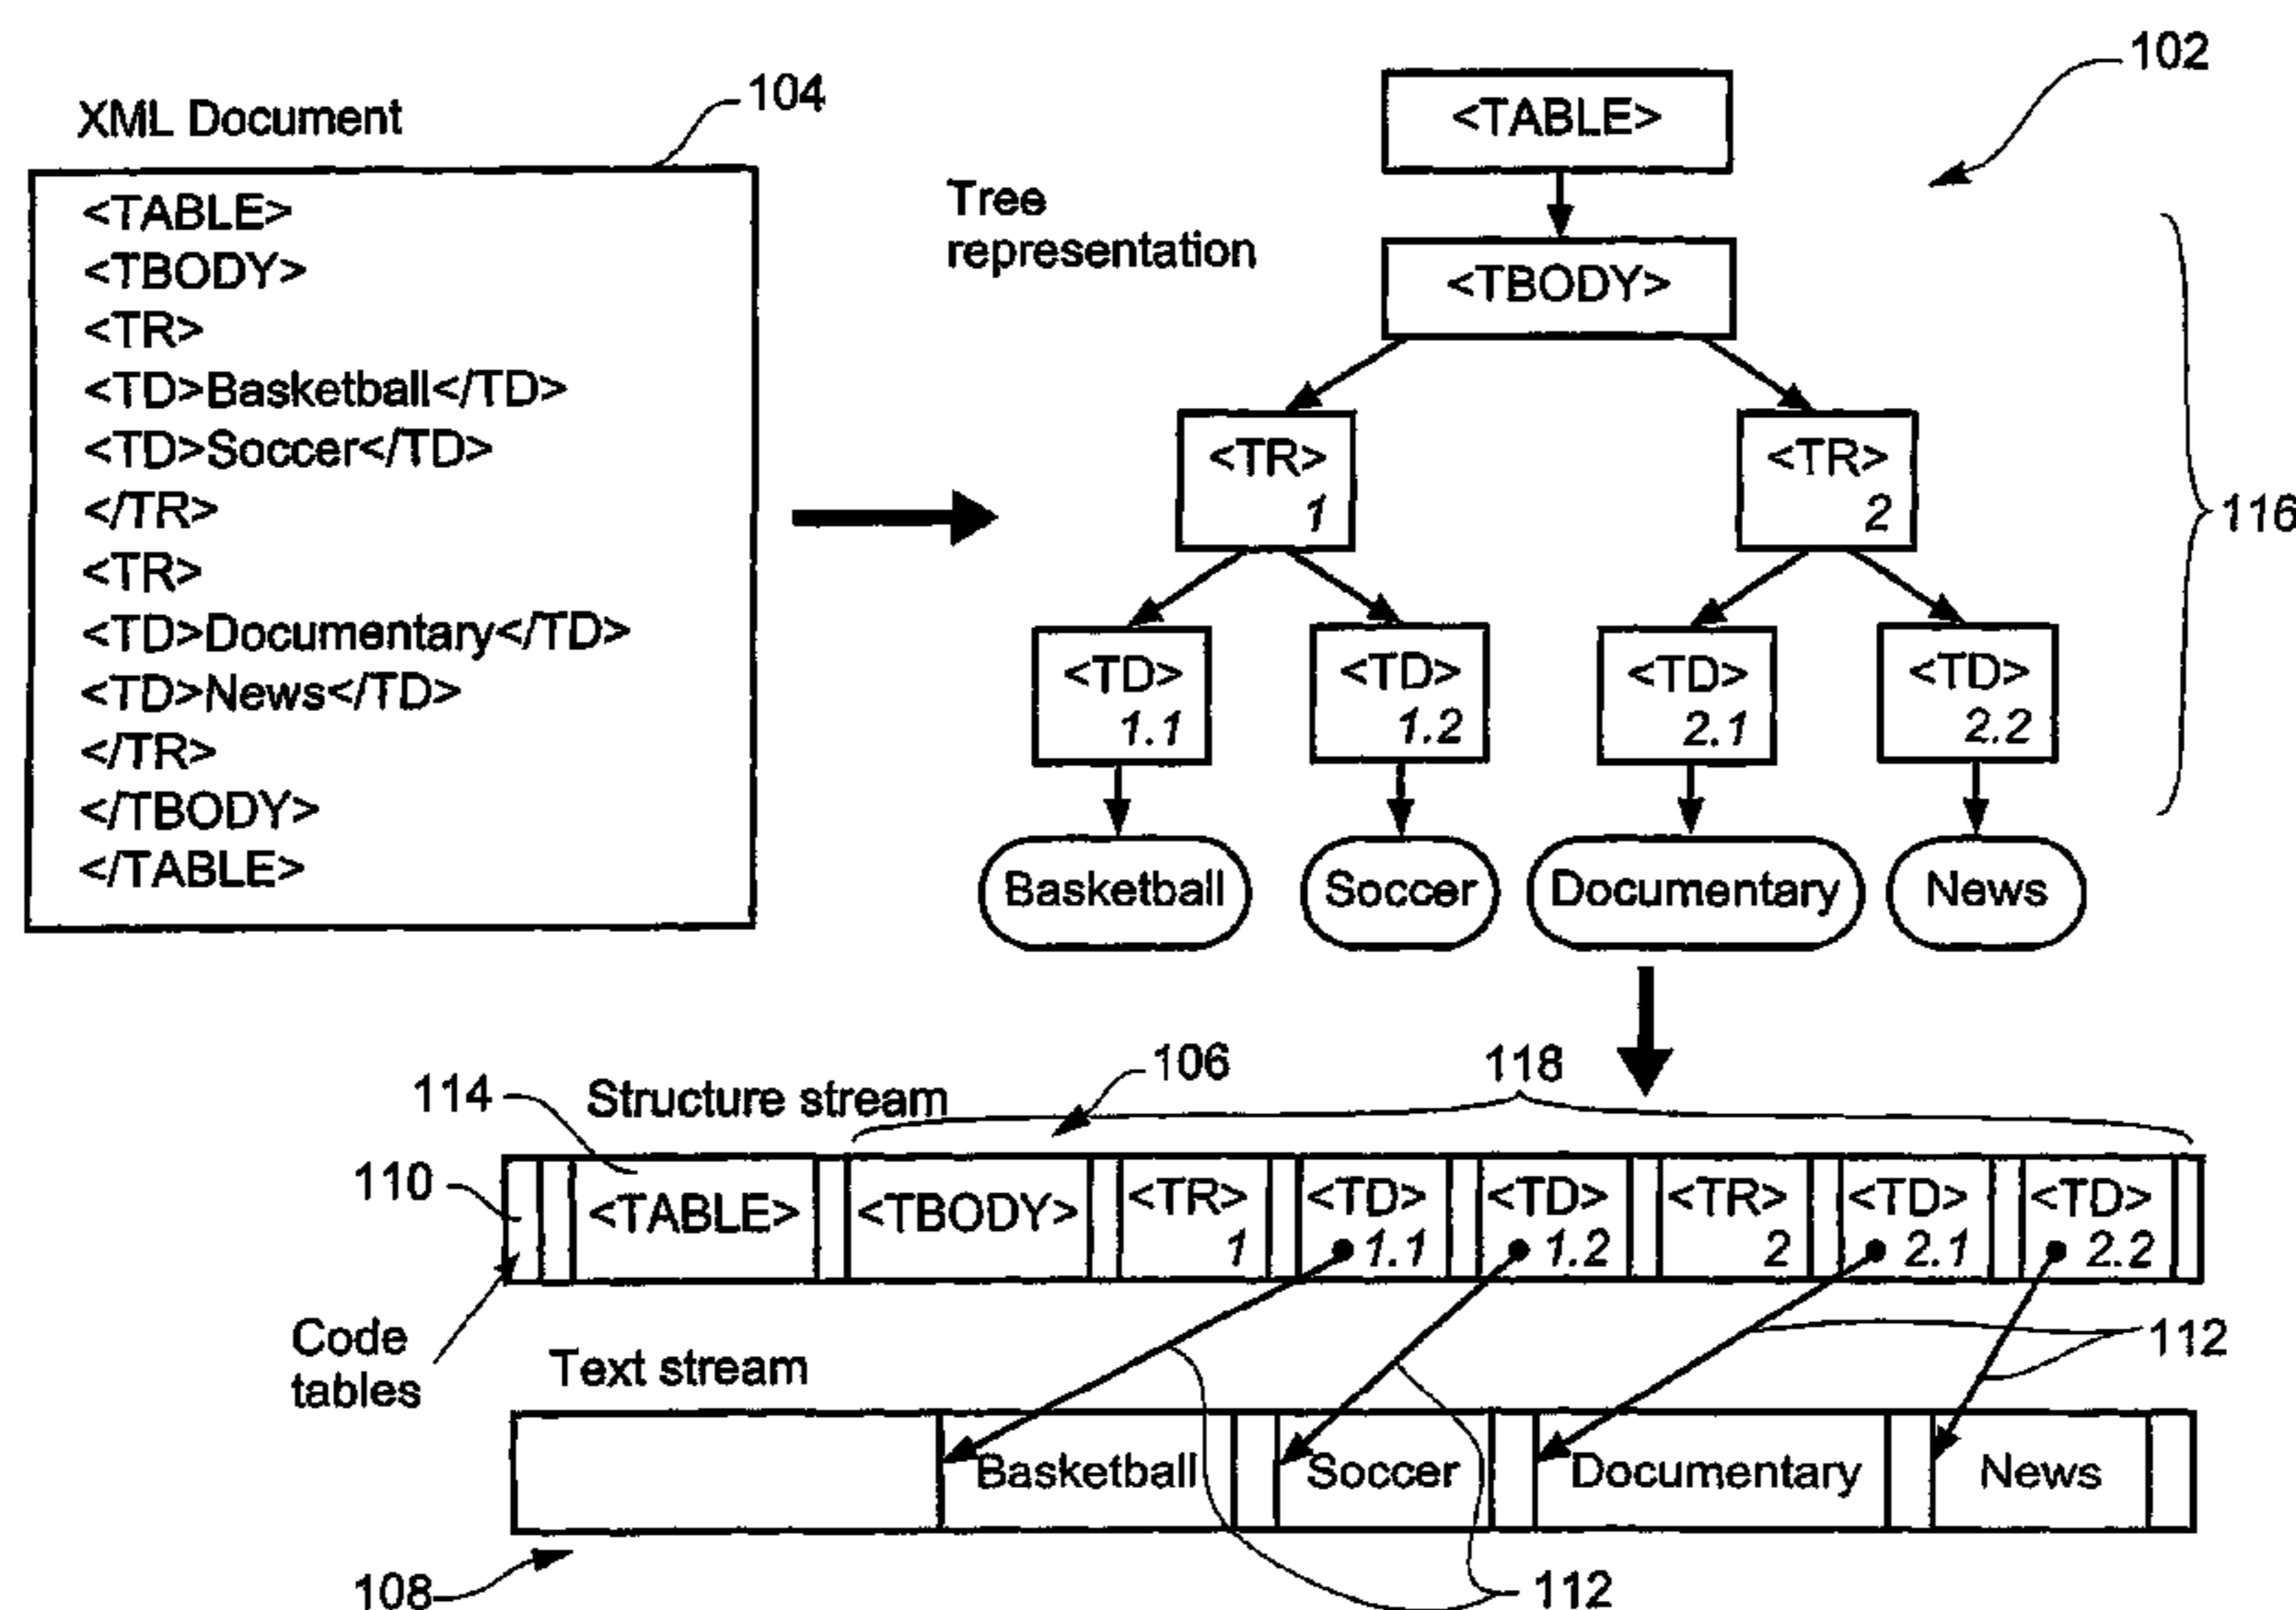 XML Document
104
<TABLE>
<TBODY>
<TR>
<TD>Basketball</TD>
<TD>Soccer</TD>
</TR>
<TR>
<TD>Documentary</TD>
<TD>News</TD>
</TR>
</TBODY>
</TABLE>
102
Tree
representation
<TABLE>
<TBODY>
<TR>
1
<TR>
2
116
<TD>
1.1
<TD>
1.2
<TD>
2.1
<TD>
2.2
Basketball
Soccer
Documentary
News
114
Structure stream
106
118
110
<TABLE>
<TBODY>
<TR>
1
<TD>
1.1
<TD>
1.2
<TR>
2
<TD>
2.1
<TD>
2.2
Code
tables
112
Text stream
Basketball
Soccer
Documentary
News
108
112